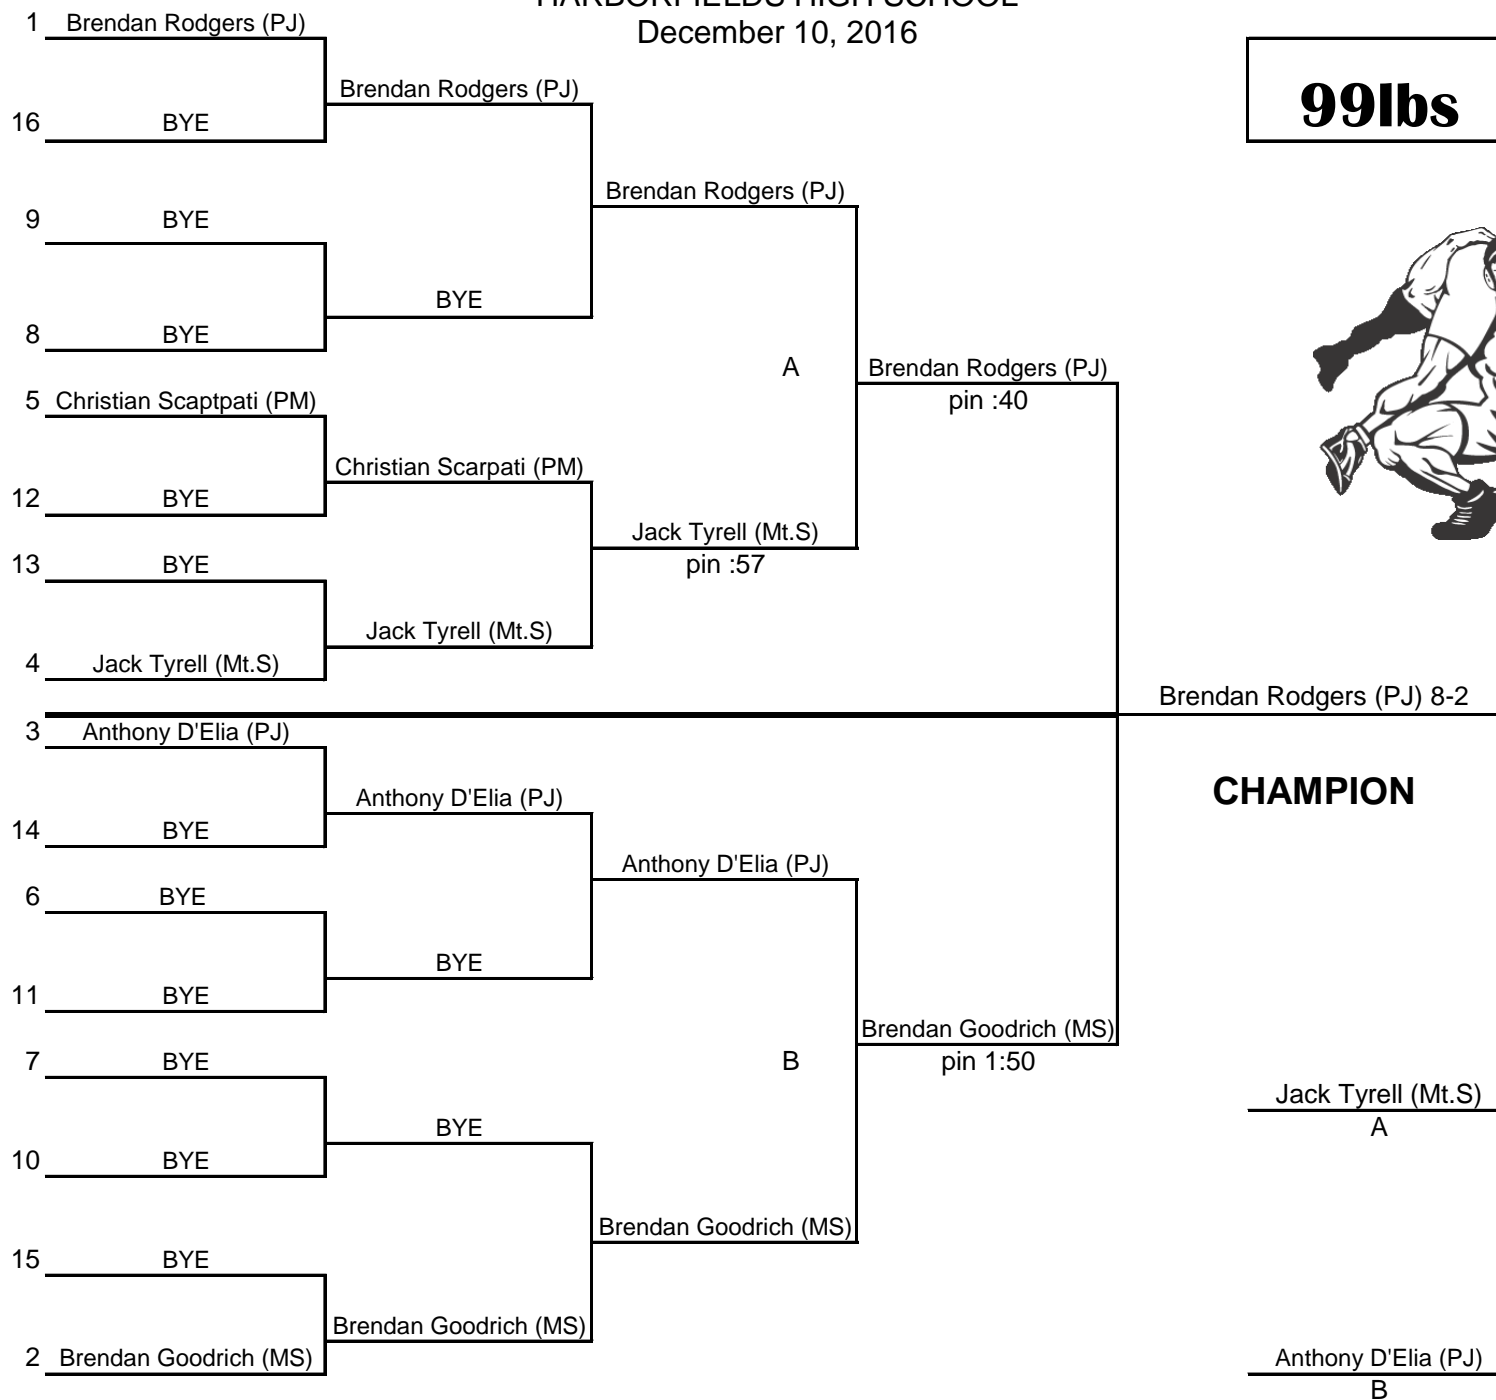 HARBORFIELDS HIGH SCHOOL
December 10, 2016
99lbs
1 Brendan Rodgers (PJ)
Brendan Rodgers (PJ)
16 BYE
Brendan Rodgers (PJ)
9 BYE
BYE
8 BYE
A
Brendan Rodgers (PJ)
pin :40
5 Christian Scaptpati (PM)
Christian Scarpati (PM)
12 BYE
Jack Tyrell (Mt.S)
pin :57
13 BYE
Jack Tyrell (Mt.S)
4 Jack Tyrell (Mt.S)
Brendan Rodgers (PJ) 8-2
CHAMPION
3 Anthony D'Elia (PJ)
Anthony D'Elia (PJ)
14 BYE
Anthony D'Elia (PJ)
6 BYE
BYE
11 BYE
B
Brendan Goodrich (MS)
pin 1:50
7 BYE
BYE
10 BYE
Brendan Goodrich (MS)
15 BYE
Brendan Goodrich (MS)
2 Brendan Goodrich (MS)
Jack Tyrell (Mt.S)
A
Anthony D'Elia (PJ)
B